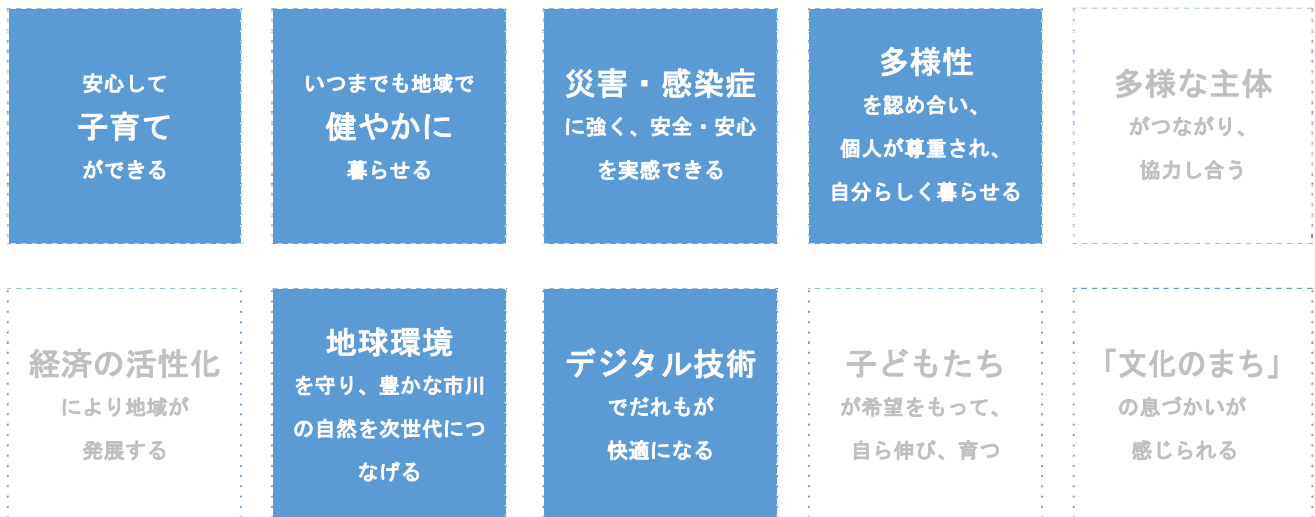 安心して
子育て
ができる
いつまでも地域で
健やかに
暮らせる
災害・感染症
に強く、安全・安心
を実感できる
多様性
を認め合い、
個人が尊重され、
自分らしく暮らせる
多様な主体
がつながり、
協力し合う
経済の活性化
により地域が
発展する
地球環境
を守り、豊かな市川
の自然を次世代につ
なげる
デジタル技術
でだれもが
快適になる
子どもたち
が希望をもって、
自ら伸び、育つ
「文化のまち」
の息づかいが
感じられる